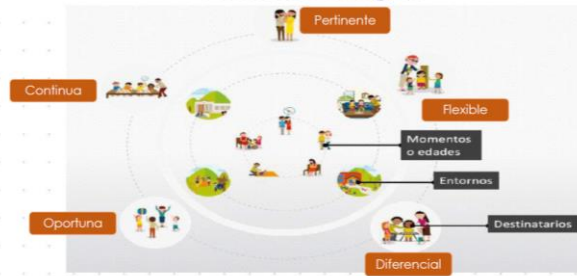 Pertinente
Continua
Flexible
Momentos
o edades
Entornos
Oportuna
Destinatarios
Diferencial